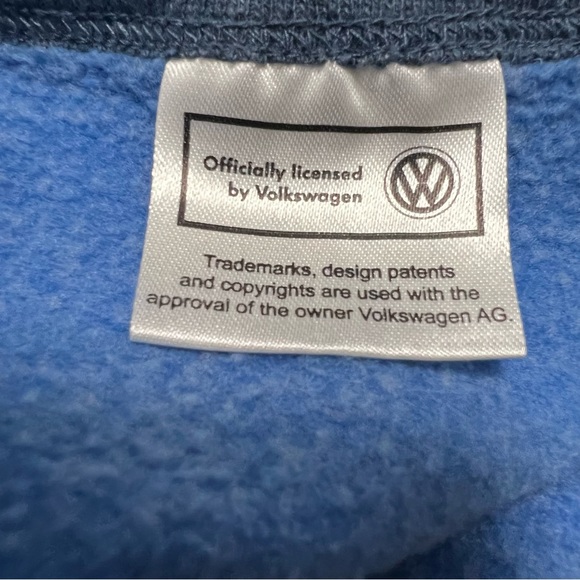 Officially licensed
by Volkswagen
Trademarks, design patents
and copyrights are used with the
approval of the owner Volkswagen AG.